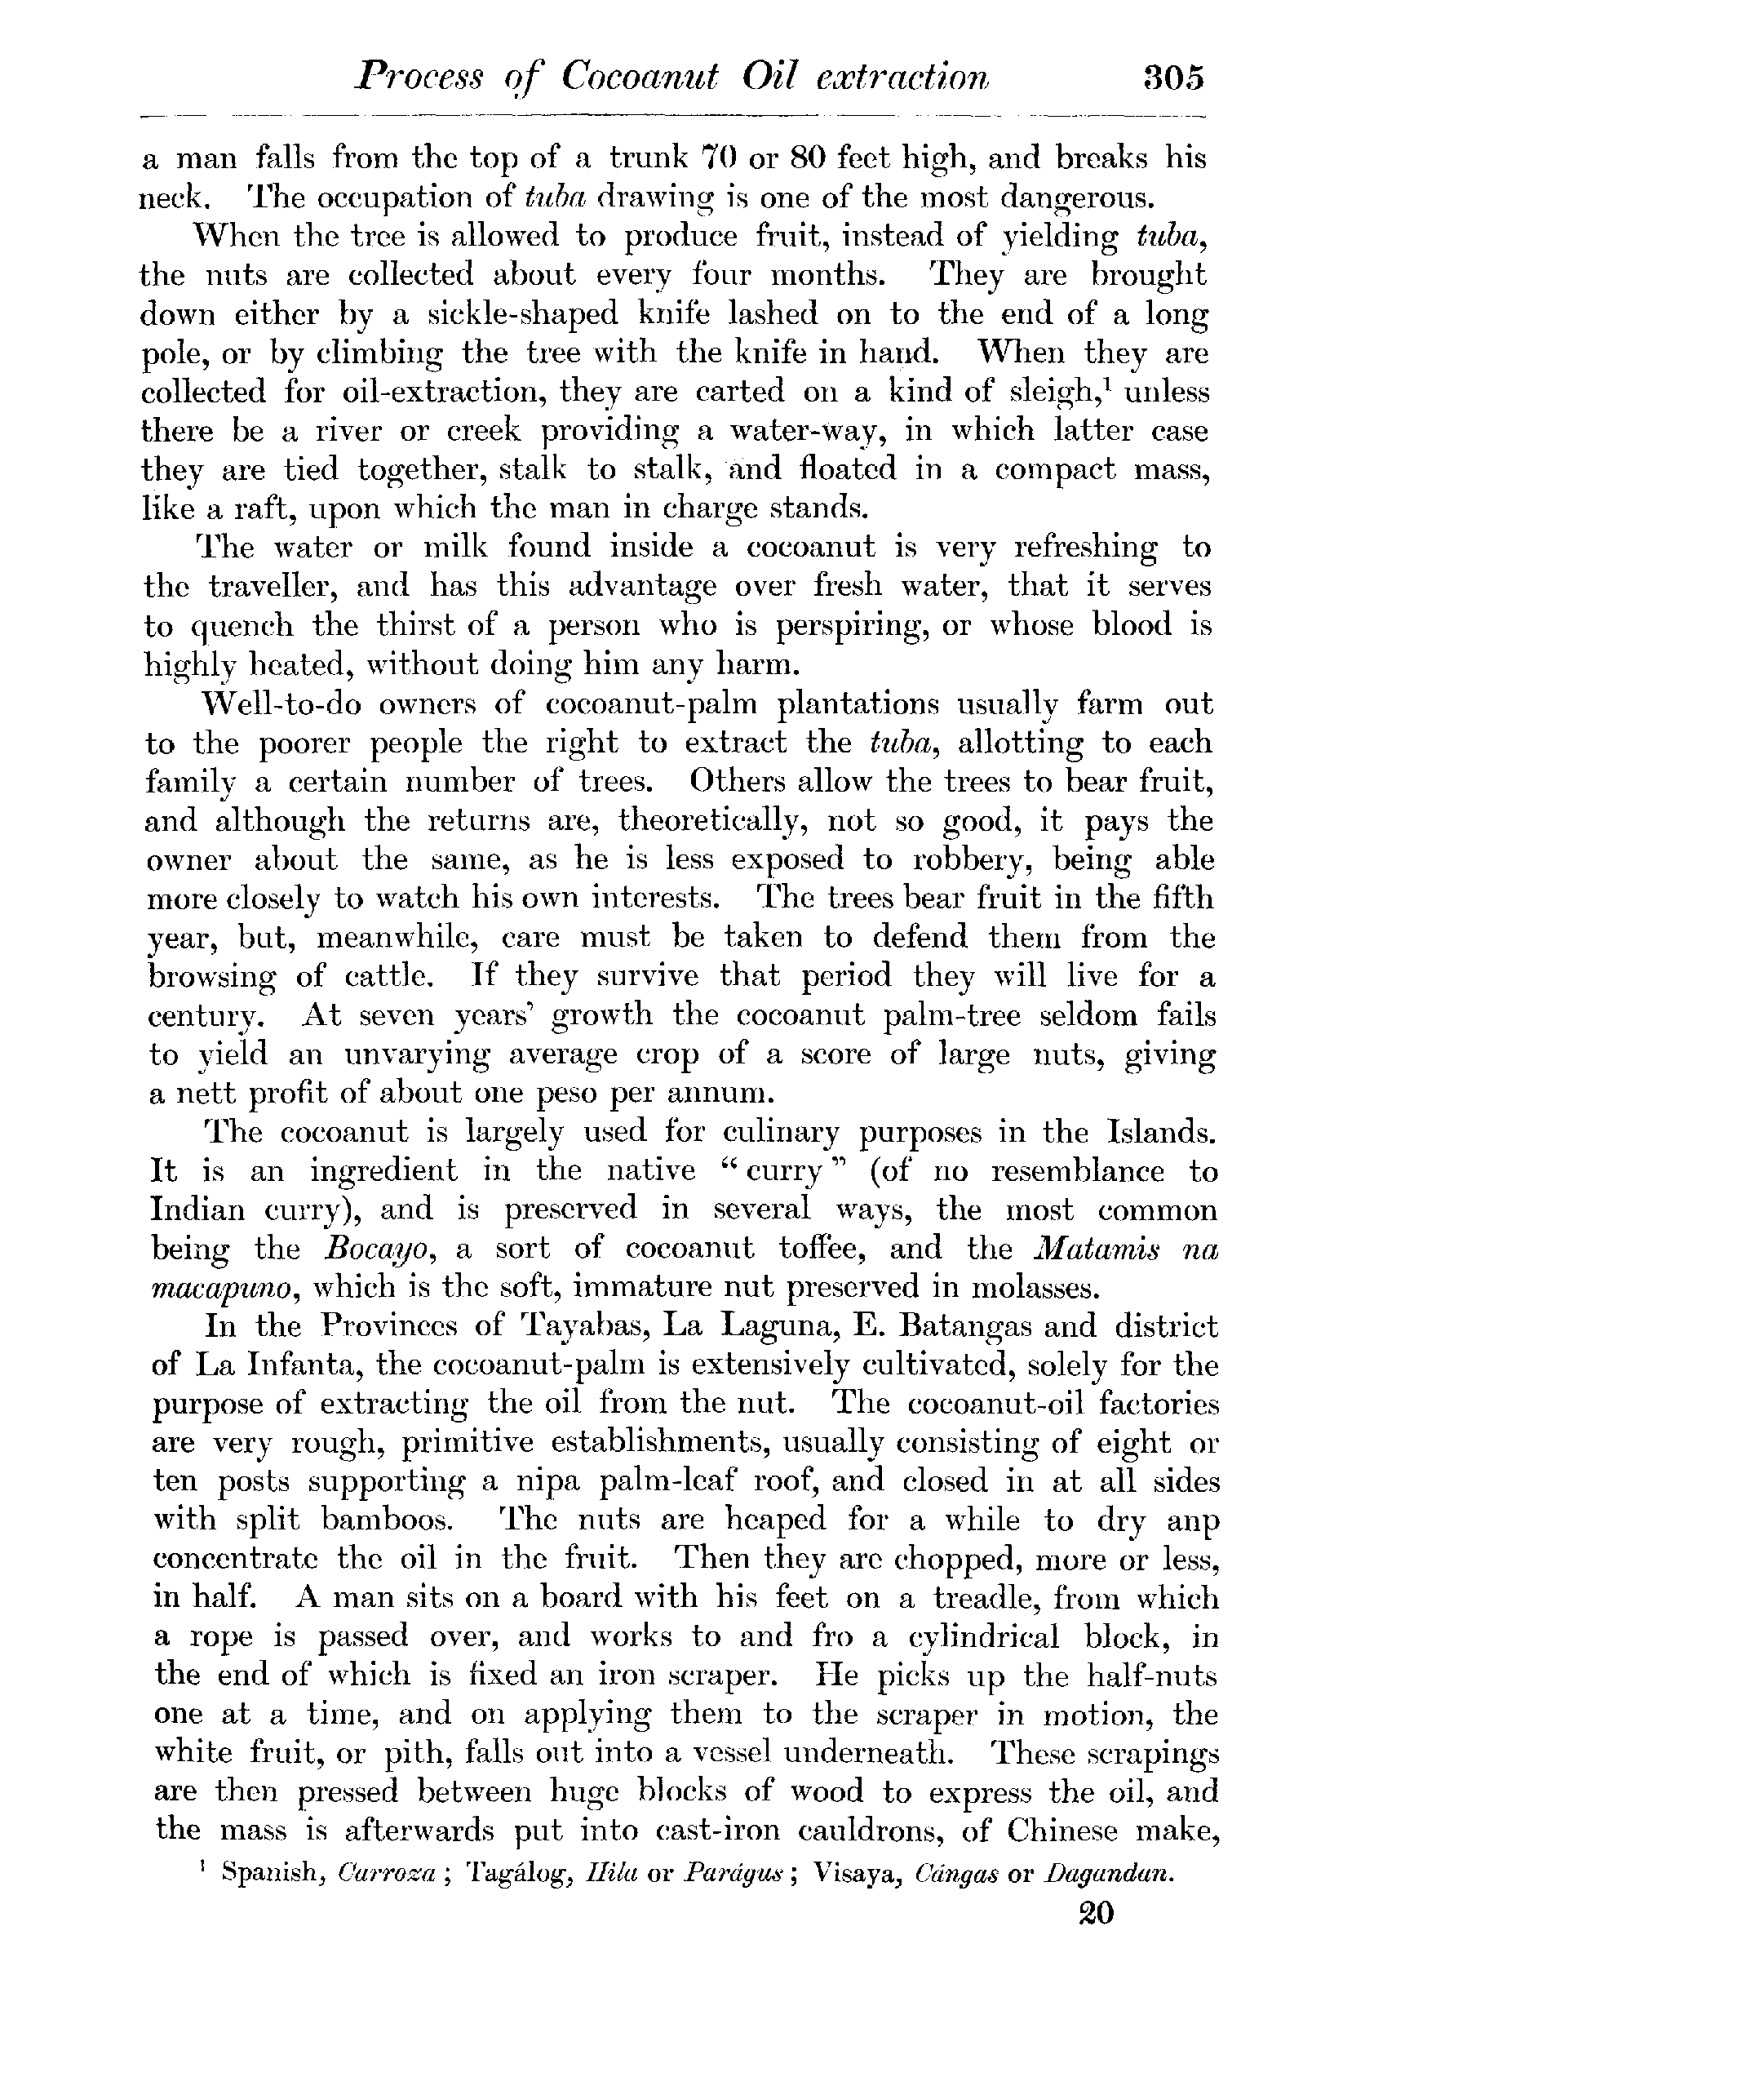 Process of Cocoanut Oil extraction 305
a man falls from the top of a trunk 70 or 80 feet high, and breaks his
neck. The occupation of tuba drawing is one of the most dangerous.
When the tree is allowed to produce fruit, instead of yielding tuba,
the nuts are collected about every four months. They are brought
down either by a sickle-shaped knife lashed on to the end of a long
pole, or by climbing the tree with the knife in hand. When they are
collected for oil-extraction, they are carted on a kind of sleigh,¹ unless
there be a river or creek providing a water-way, in which latter case
they are tied together, stalk to stalk, and floated in a compact mass,
like a raft, upon which the man in charge stands.
The water or milk found inside a cocoanut is very refreshing to
the traveller, and has this advantage over fresh water, that it serves
to quench the thirst of a person who is perspiring, or whose blood is
highly heated, without doing him any harm.
Well-to-do owners of cocoanut-palm plantations usually farm out
to the poorer people the right to extract the tuba, allotting to each
family a certain number of trees. Others allow the trees to bear fruit,
and although the returns are, theoretically, not so good, it pays the
owner about the same, as he is less exposed to robbery, being able
more closely to watch his own interests. The trees bear fruit in the fifth
year, but, meanwhile, care must be taken to defend them from the
browsing of cattle. If they survive that period they will live for a
century. At seven years' growth the cocoanut palm-tree seldom fails
to yield an unvarying average crop of a score of large nuts, giving
a nett profit of about one peso per annum.
The cocoanut is largely used for culinary purposes in the Islands.
It is an ingredient in the native "curry" (of no resemblance to
Indian curry), and is preserved in several ways, the most common
being the Bocayo, a sort of cocoanut toffee, and the Matamis na
macapuno, which is the soft, immature nut preserved in molasses.
In the Provinces of Tayabas, La Laguna, E. Batangas and district
of La Infanta, the cocoanut-palm is extensively cultivated, solely for the
purpose of extracting the oil from the nut. The cocoanut-oil factories
are very rough, primitive establishments, usually consisting of eight or
ten posts supporting a nipa palm-leaf roof, and closed in at all sides
with split bamboos. The nuts are heaped for a while to dry anp
concentrate the oil in the fruit. Then they are chopped, more or less,
in half. A man sits on a board with his feet on a treadle, from which
a rope is passed over, and works to and fro a cylindrical block, in
the end of which is fixed an iron scraper. He picks up the half-nuts
one at a time, and on applying them to the scraper in motion, the
white fruit, or pith, falls out into a vessel underneath. These scrapings
are then pressed between huge blocks of wood to express the oil, and
the mass is afterwards put into cast-iron cauldrons, of Chinese make,
¹ Spanish, Carroza; Tagálog, Hila or Parágus; Visaya, Cángas or Dagandan.
20